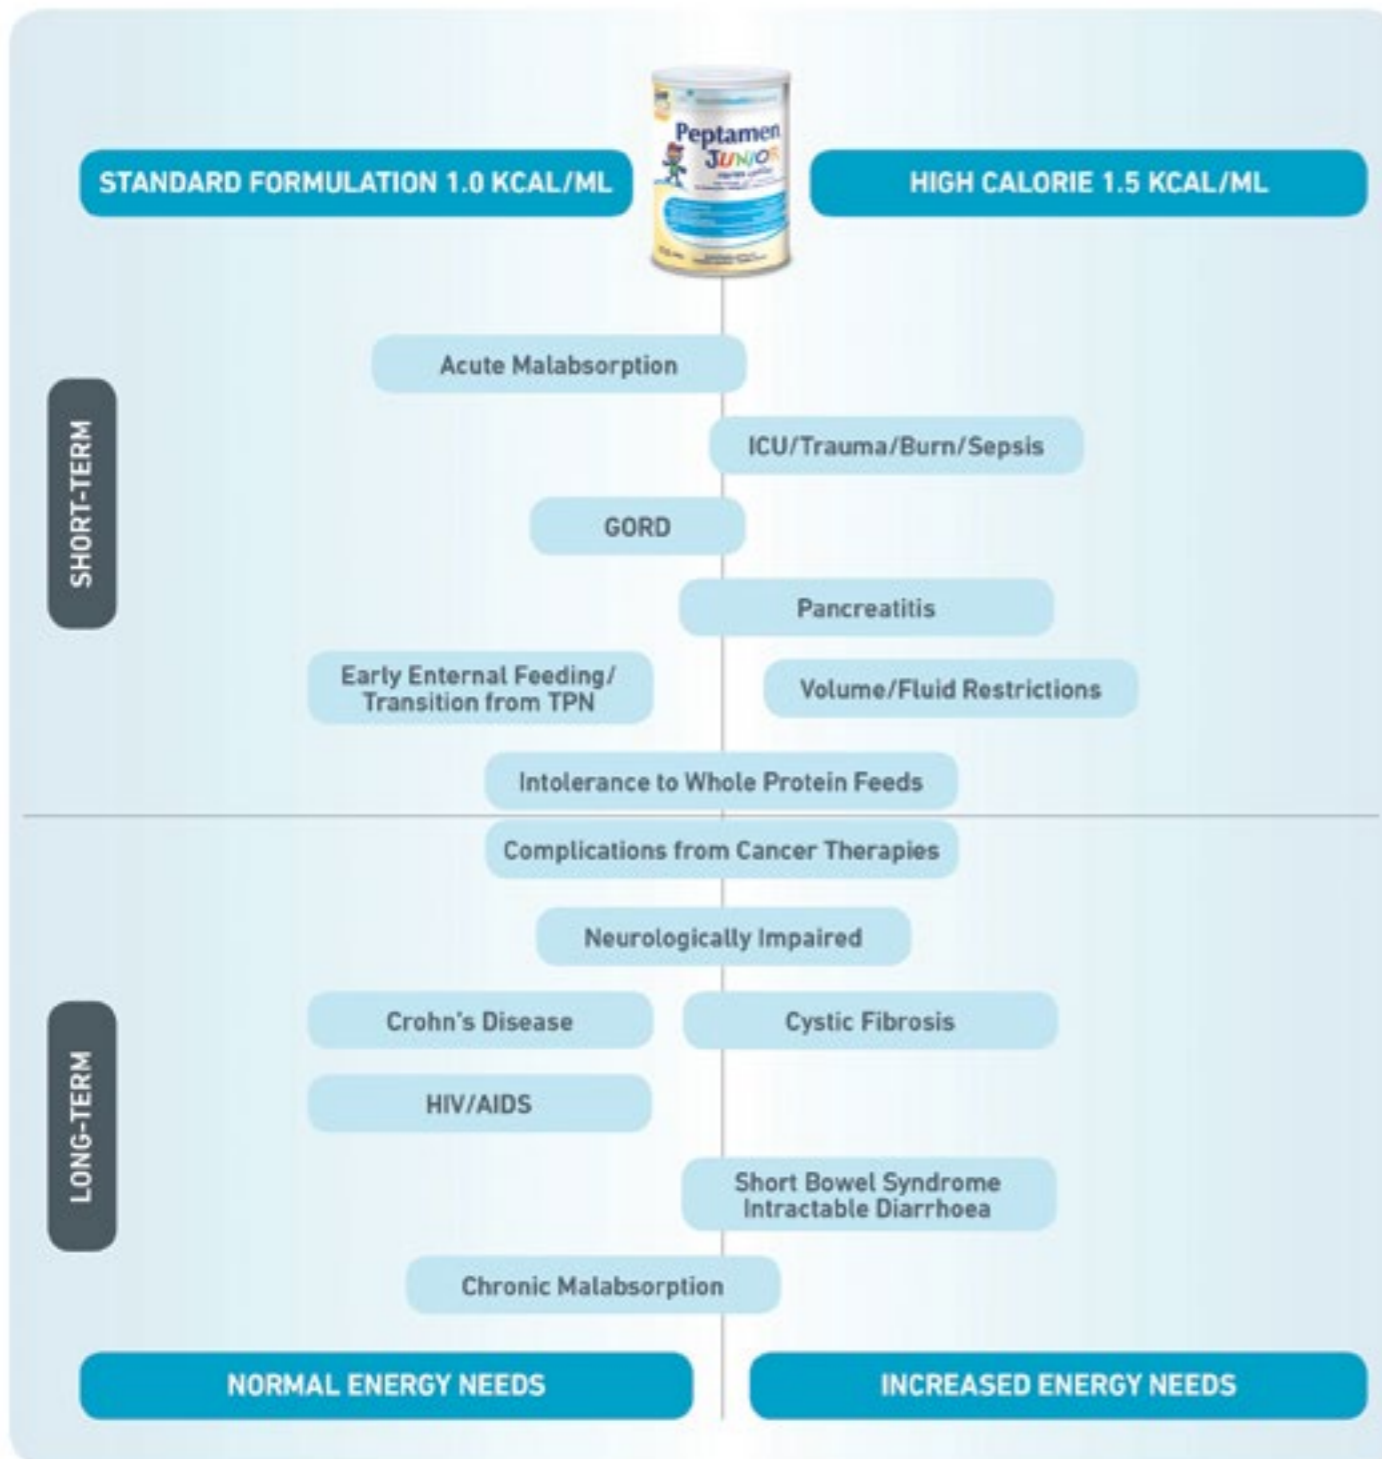 Peptamen
JUNIOR
STANDARD FORMULATION 1.0 KCAL/ML
HIGH CALORIE 1.5 KCAL/ML
SHORT-TERM
Acute Malabsorption
ICU/Trauma/Burn/Sepsis
GORD
Pancreatitis
Early Enternal Feeding/
Transition from TPN
Volume/Fluid Restrictions
Intolerance to Whole Protein Feeds
Complications from Cancer Therapies
Neurologically Impaired
LONG-TERM
Crohn's Disease
Cystic Fibrosis
HIV/AIDS
Short Bowel Syndrome
Intractable Diarrhoea
Chronic Malabsorption
NORMAL ENERGY NEEDS
INCREASED ENERGY NEEDS